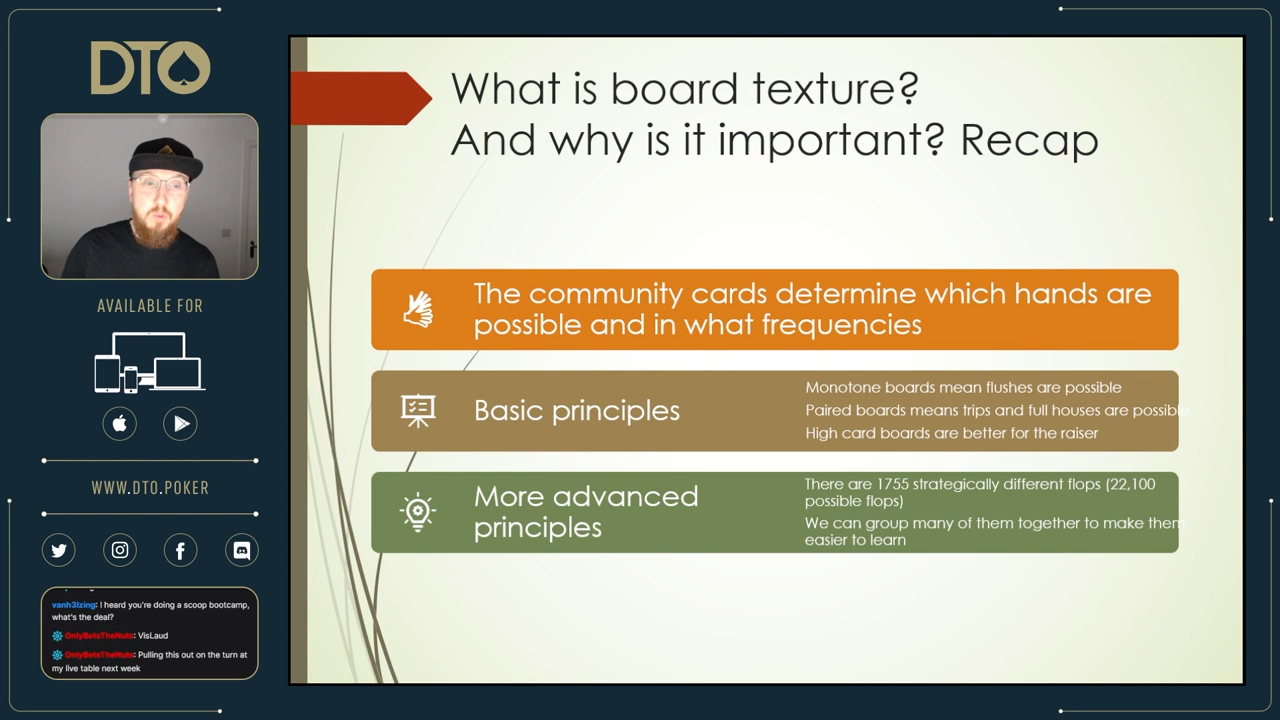 DTO
AVAILABLE FOR
WWW.DTO.POKER
vanh3lzing: I heard you're doing a scoop bootcamp,
what's the deal?
OnlyBetsTheNuts: VisLaud
OnlyBetsTheNuts: Pulling this out on the turn at
my live table next week
What is board texture?
And why is it important? Recap
The community cards determine which hands are
possible and in what frequencies
Basic principles
Monotone boards mean flushes are possible
Paired boards means trips and full houses are possible
High card boards are better for the raiser
More advanced
principles
There are 1755 strategically different flops (22,100
possible flops)
We can group many of them together to make them
easier to learn